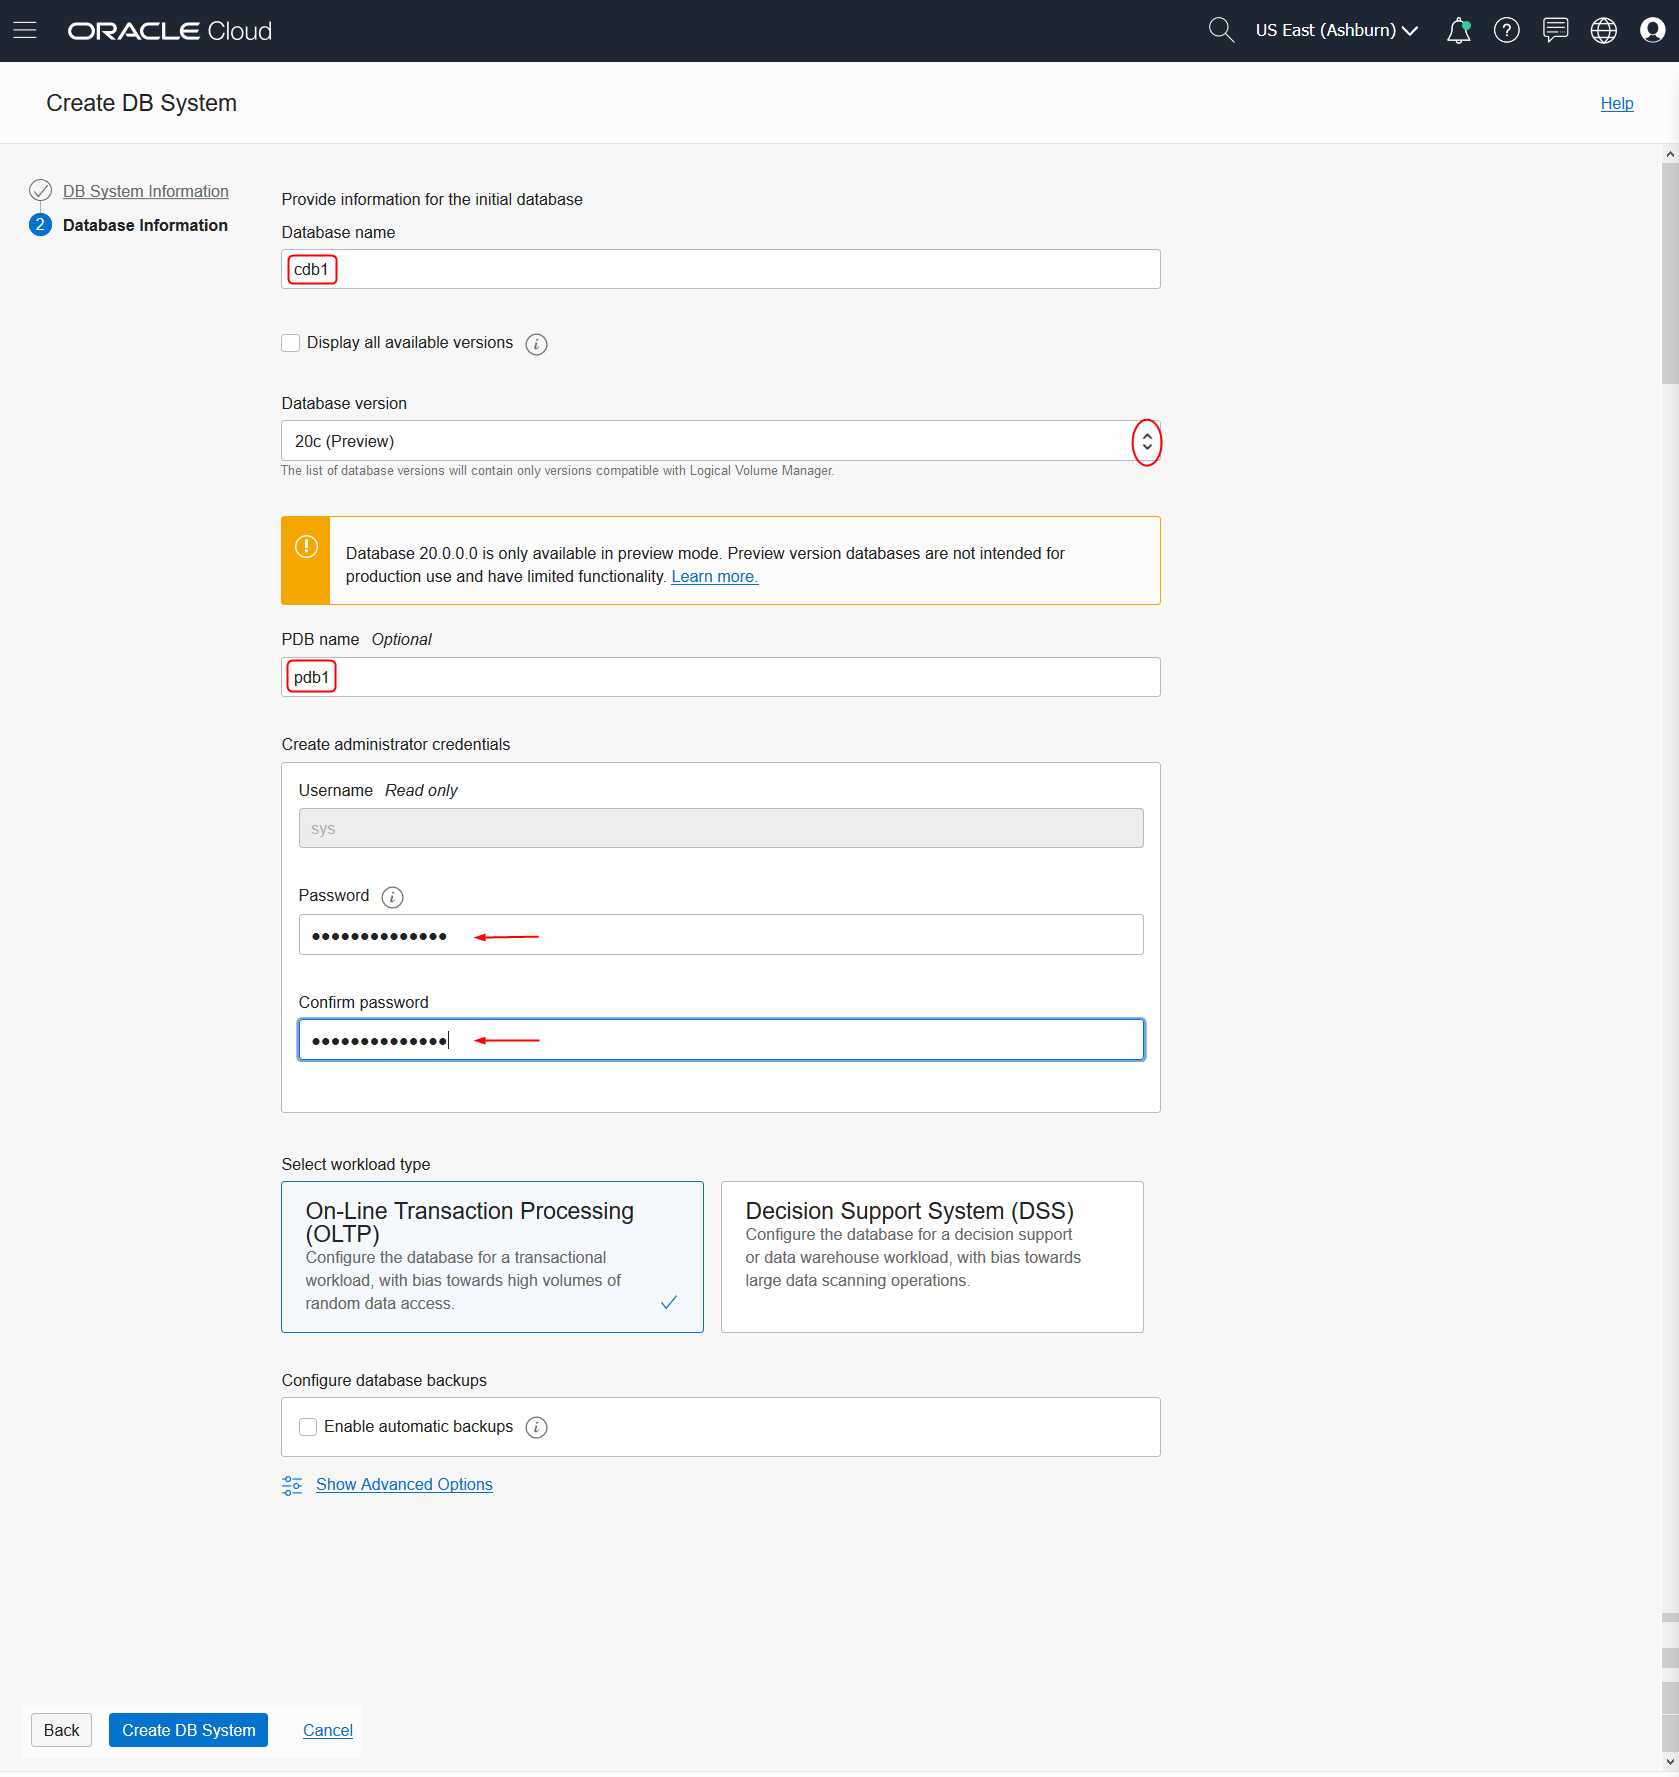 ORACLE Cloud
US East (Ashburn)
Create DB System
Help
DB System Information
2 Database Information
Provide information for the initial database
Database name
cdb1
Display all available versions
Database version
20c (Preview)
The list of database versions will contain only versions compatible with Logical Volume Manager.
Database 20.0.0.0 is only available in preview mode. Preview version databases are not intended for
production use and have limited functionality. Learn more.
PDB name Optional
pdb1
Create administrator credentials
Username Read only
sys
Password
••••••••••••••
Confirm password
••••••••••••••
Select workload type
On-Line Transaction Processing
(OLTP)
Configure the database for a transactional
workload, with bias towards high volumes of
random data access.
Decision Support System (DSS)
Configure the database for a decision support
or data warehouse workload, with bias towards
large data scanning operations.
Configure database backups
Enable automatic backups
Show Advanced Options
Back
Create DB System
Cancel